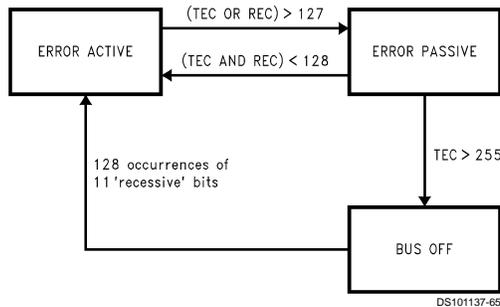 (TEC OR REC) > 127
ERROR ACTIVE
ERROR PASSIVE
(TEC AND REC) < 128
TEC > 255
128 occurrences of
11 'recessive' bits
BUS OFF
DS101137-65